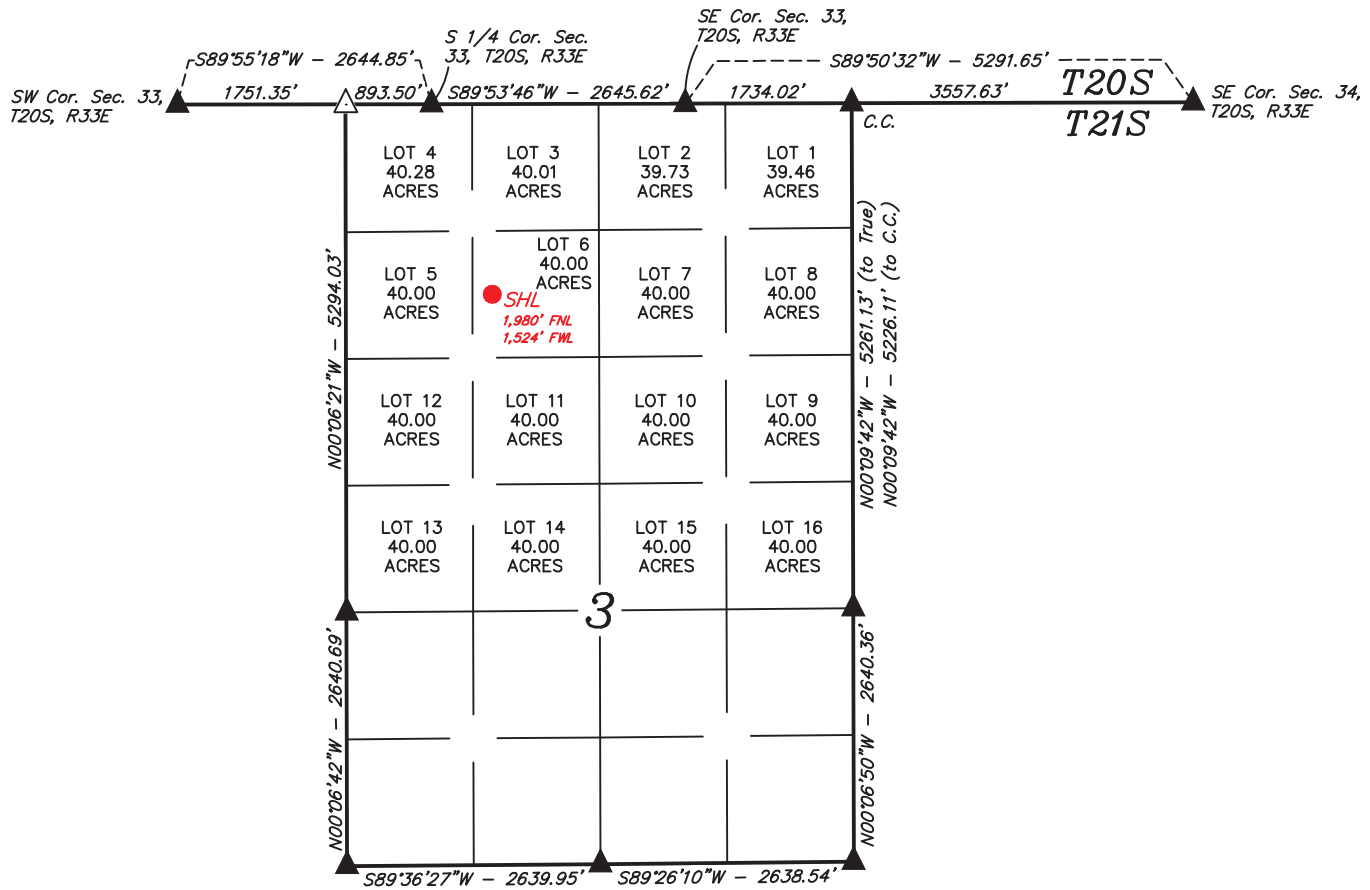 SE Cor. Sec. 33,
T20S, R33E
S 1/4 Cor. Sec.
33, T20S, R33E
S89°55'18"W - 2644.85'
S89°50'32"W - 5291.65'
SW Cor. Sec. 33,
T20S, R33E
1751.35'
893.50'
S89°53'46"W - 2645.62'
1734.02'
3557.63'
T20S
T21S
SE Cor. Sec. 34,
T20S, R33E
C.C.
LOT 4
40.28
ACRES
LOT 3
40.01
ACRES
LOT 2
39.73
ACRES
LOT 1
39.46
ACRES
N00°06'21"W - 5294.03'
LOT 5
40.00
ACRES
LOT 6
40.00
ACRES
SHL
1,980' FNL
1,524' FWL
LOT 7
40.00
ACRES
LOT 8
40.00
ACRES
N00°09'42"W - 5261.13' (to True)
N00°09'42"W - 5226.11' (to C.C.)
LOT 12
40.00
ACRES
LOT 11
40.00
ACRES
LOT 10
40.00
ACRES
LOT 9
40.00
ACRES
LOT 13
40.00
ACRES
LOT 14
40.00
ACRES
LOT 15
40.00
ACRES
LOT 16
40.00
ACRES
3
N00°06'42"W - 2640.69'
N00°06'50"W - 2640.36'
S89°36'27"W - 2639.95'
S89°26'10"W - 2638.54'